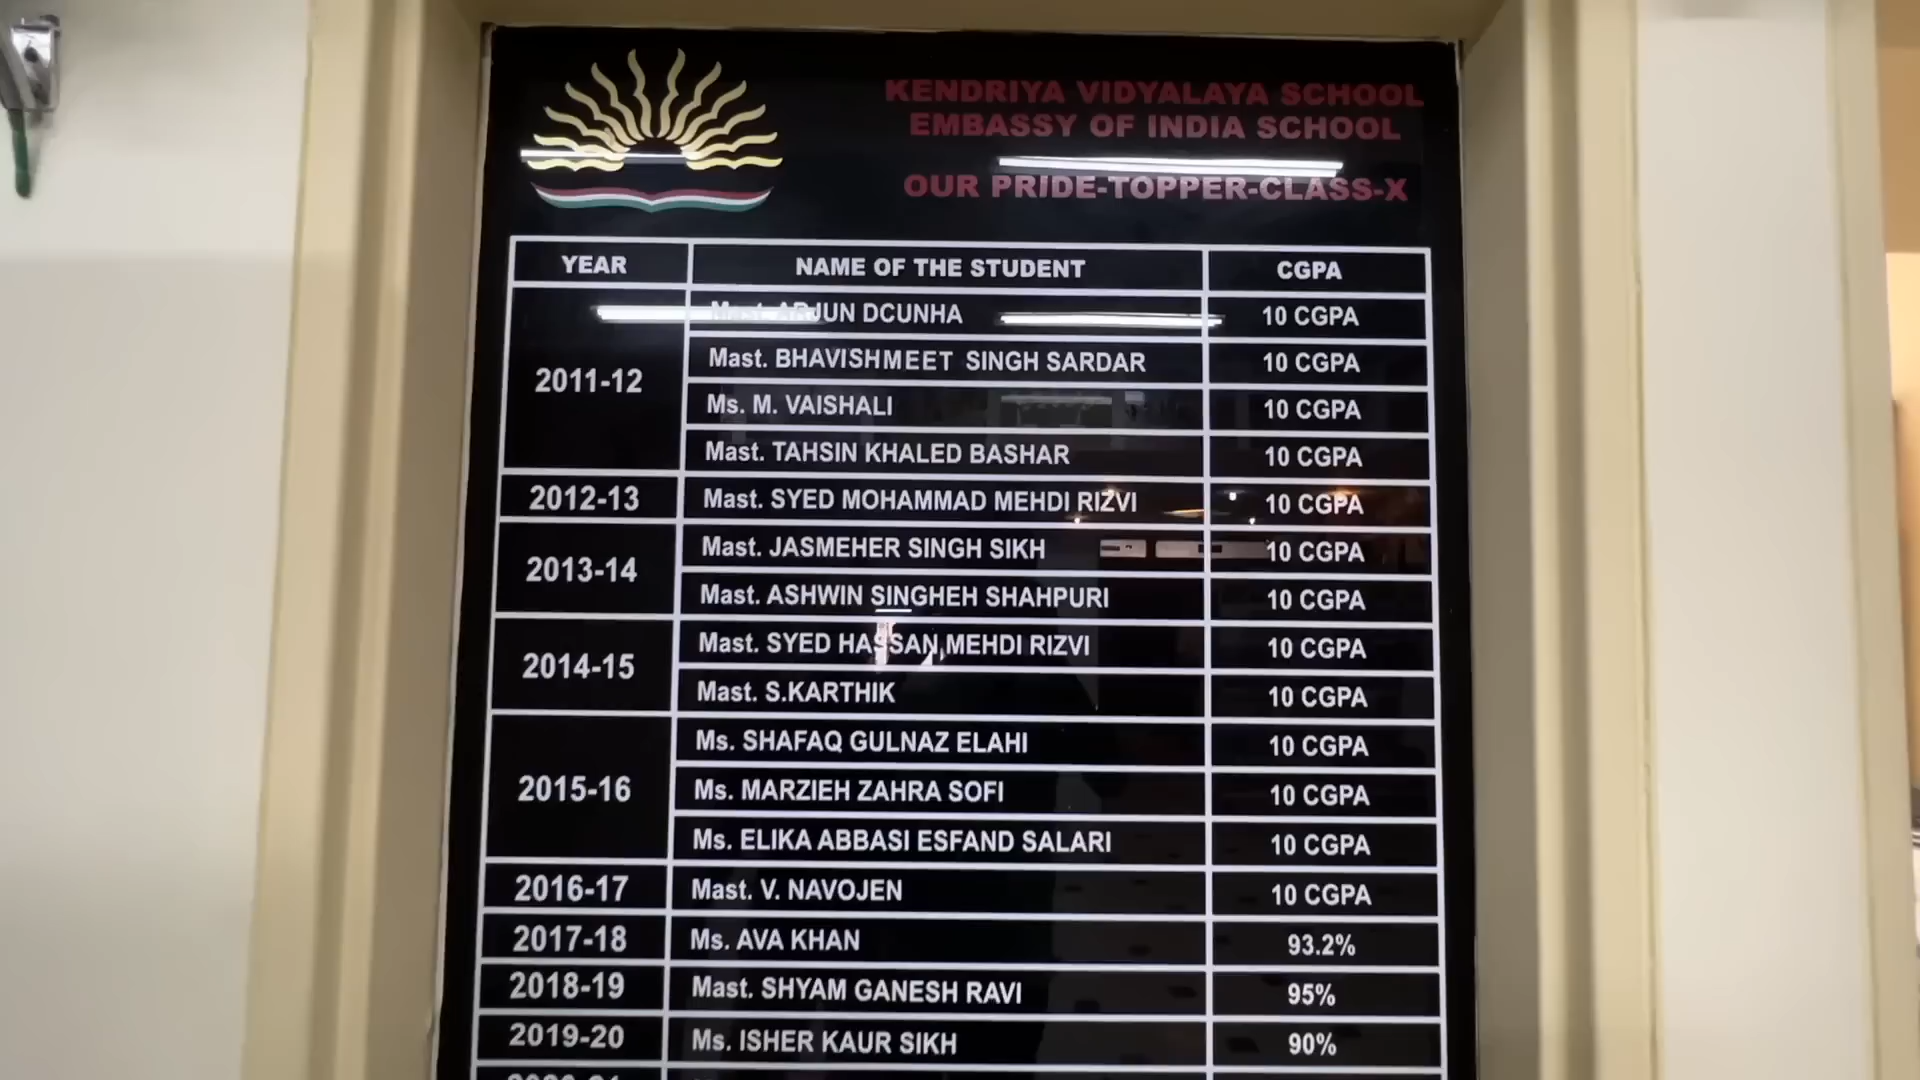 KENDRIYA VIDYALAYA SCHOOL
EMBASSY OF INDIA SCHOOL
OUR PRIDE-TOPPER-CLASS-X
YEAR NAME OF THE STUDENT CGPA
2011-12
Mast. ARJUN DCUNHA 10 CGPA
Mast. BHAVISHMEET SINGH SARDAR 10 CGPA
Ms. M. VAISHALI 10 CGPA
Mast. TAHSIN KHALED BASHAR 10 CGPA
2012-13 Mast. SYED MOHAMMAD MEHDI RIZVI 10 CGPA
2013-14
Mast. JASMEHER SINGH SIKH 10 CGPA
Mast. ASHWIN SINGHEH SHAHPURI 10 CGPA
2014-15
Mast. SYED HASSAN MEHDI RIZVI 10 CGPA
Mast. S.KARTHIK 10 CGPA
2015-16
Ms. SHAFAQ GULNAZ ELAHI 10 CGPA
Ms. MARZIEH ZAHRA SOFI 10 CGPA
Ms. ELIKA ABBASI ESFAND SALARI 10 CGPA
2016-17 Mast. V. NAVOJEN 10 CGPA
2017-18 Ms. AVA KHAN 93.2%
2018-19 Mast. SHYAM GANESH RAVI 95%
2019-20 Ms. ISHER KAUR SIKH 90%